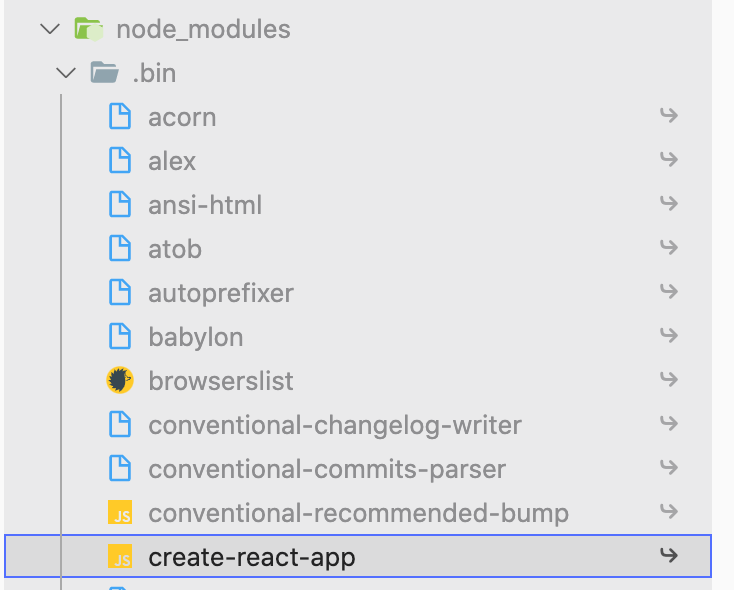 node_modules
.bin
acorn
alex
ansi-html
atob
autoprefixer
babylon
browserslist
conventional-changelog-writer
conventional-commits-parser
JS conventional-recommended-bump
JS create-react-app